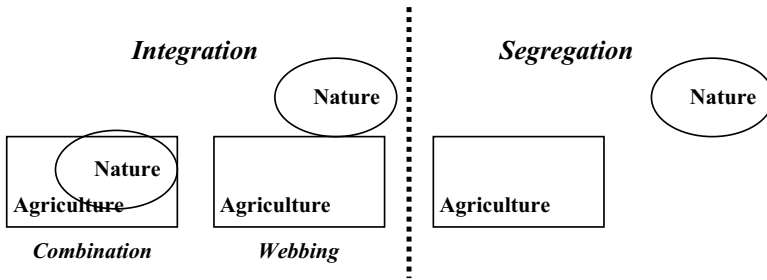 Integration
Segregation
Nature
Nature
Nature
Agriculture
Agriculture
Agriculture
Combination
Webbing